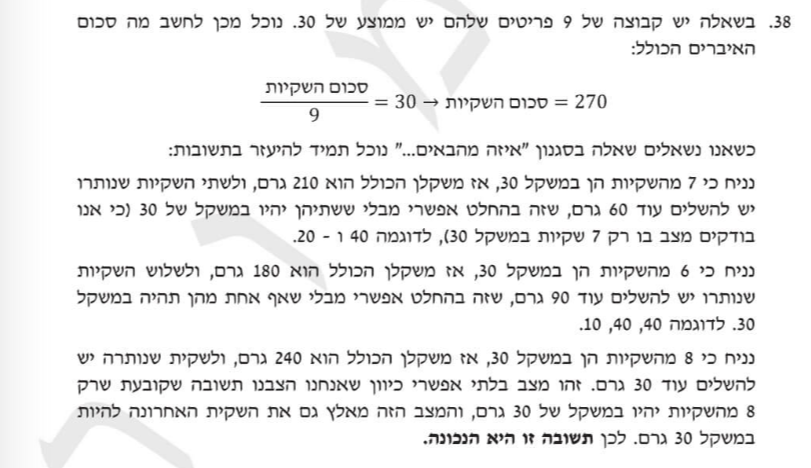 38. בשאלה יש קבוצה של 9 פריטים שלהם יש ממוצע של 30. נוכל מכן לחשב מה סכום
האיברים הכולל:
סכום השקיות / 9 = 30 → סכום השקיות = 270
כשאנו נשאלים שאלה בסגנון "איזה מהבאים..." נוכל תמיד להיעזר בתשובות:
נניח כי 7 מהשקיות הן במשקל 30, אז משקלן הכולל הוא 210 גרם, ולשתי השקיות שנותרו
יש להשלים עוד 60 גרם, שזה בהחלט אפשרי מבלי ששתיהן יהיו במשקל של 30 (כי אנו
בודקים מצב בו רק 7 שקיות במשקל 30), לדוגמה 40 ו - 20.
נניח כי 6 מהשקיות הן במשקל 30, אז משקלן הכולל הוא 180 גרם, ולשלוש השקיות
שנותרו יש להשלים עוד 90 גרם, שזה בהחלט אפשרי מבלי שאף אחת מהן תהיה במשקל
30. לדוגמה 40, 40, 10.
נניח כי 8 מהשקיות הן במשקל 30, אז משקלן הכולל הוא 240 גרם, ולשקית שנותרה יש
להשלים עוד 30 גרם. זהו מצב בלתי אפשרי כיוון שאנחנו הצבנו תשובה שקובעת שרק
8 מהשקיות יהיו במשקל של 30 גרם, והמצב הזה מאלץ גם את השקית האחרונה להיות
במשקל 30 גרם. לכן תשובה זו היא הנכונה.